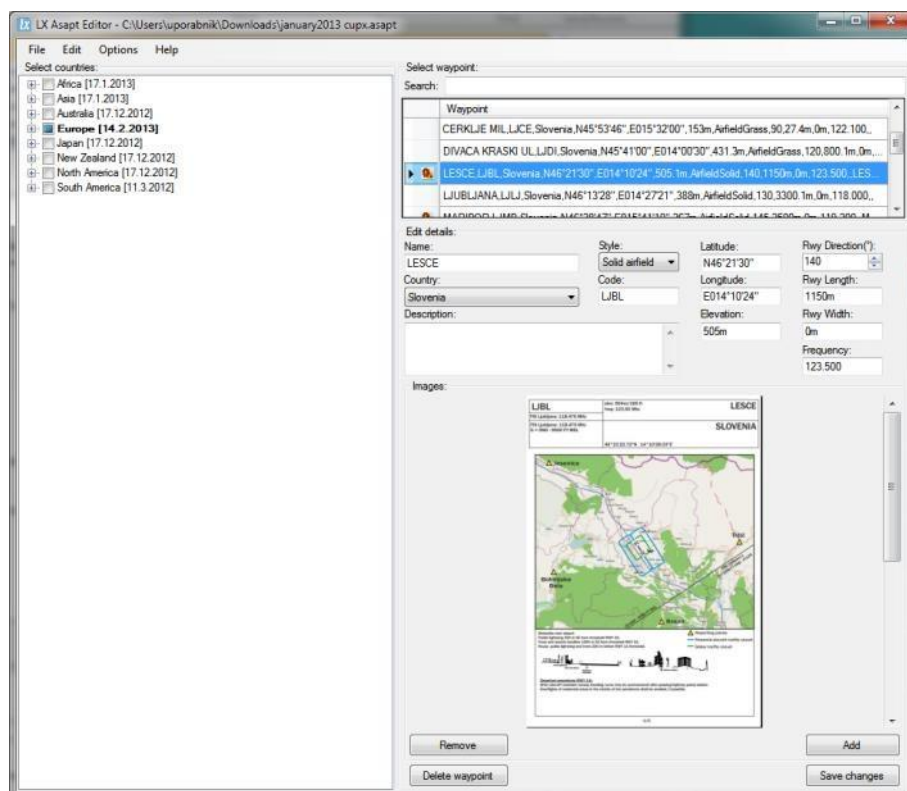 LX Asapt Editor - C:\Users\uporabnik\Downloads\january2013 cupx.asapt
File Edit Options Help
Select countries:
Africa [17.1.2013]
Asia [17.1.2013]
Australia [17.12.2012]
Europe [14.2.2013]
Japan [17.12.2012]
New Zealand [17.12.2012]
North America [17.12.2012]
South America [11.3.2012]
Select waypoint:
Search:
Waypoint
CERKLJE MIL,LJCE,Slovenia,N45°53'46",E015°32'00",153m,AirfieldGrass,90,27.4m,0m,122.100,,
DIVACA KRASKI UL,LJDI,Slovenia,N45°41'00",E014°00'30",431.3m,AirfieldGrass,120,800.1m,0m,...
LESCE,LJBL,Slovenia,N46°21'30",E014°10'24",505.1m,AirfieldSolid,140,1150m,0m,123.500,,LES...
LJUBLJANA,LJLJ,Slovenia,N46°13'28",E014°27'21",388m,AirfieldSolid,130,3300.1m,0m,118.000,,
Edit details:
Name: Style: Latitude: Rwy Direction(°):
LESCE Solid airfield N46°21'30" 140
Country: Code: Longitude: Rwy Length:
Slovenia LJBL E014°10'24" 1150m
Description: Elevation: Rwy Width:
505m 0m
Frequency:
123.500
Images:
LJBL LESCE
SLOVENIA
Remove Add
Delete waypoint Save changes